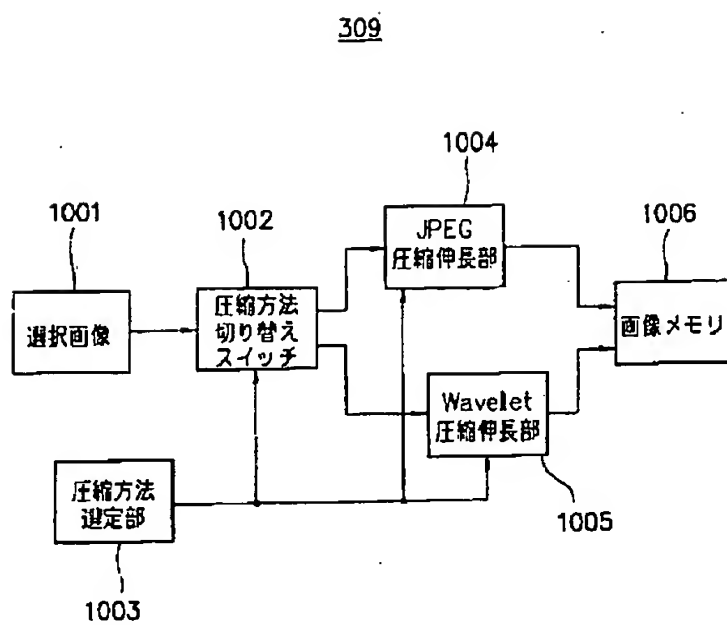 309
1004
1001
1002
1006
JPEG
圧縮伸長部
選択画像
圧縮方法
切り替え
スイッチ
画像メモリ
Wavelet
圧縮伸長部
圧縮方法
選定部
1005
1003